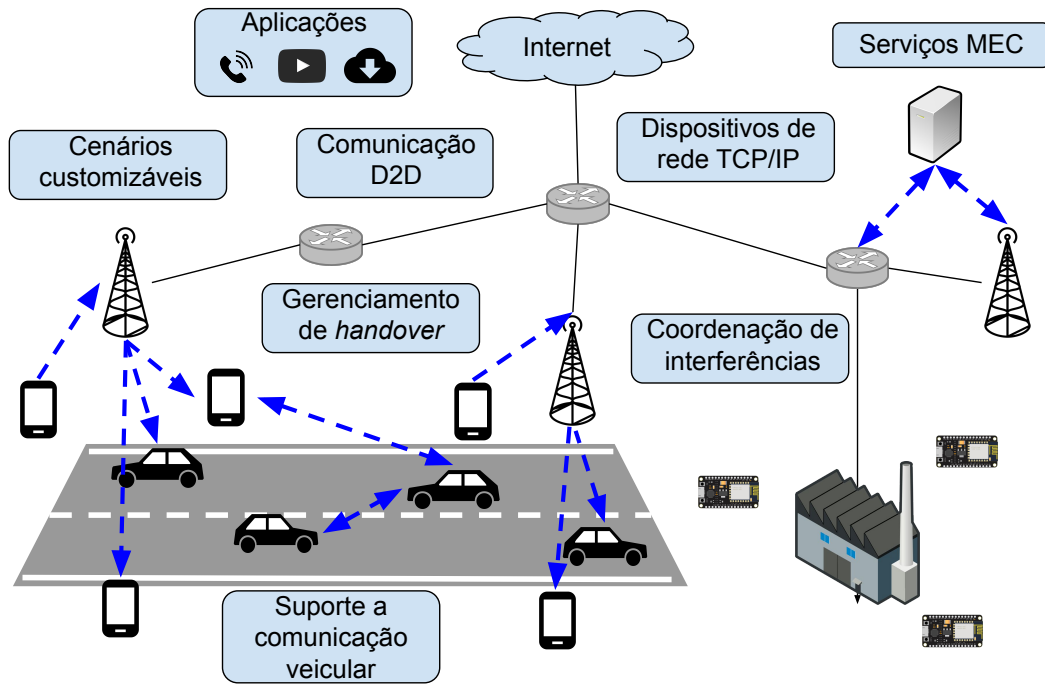 Aplicações
Internet
Serviços MEC
Cenários
customizáveis
Comunicação
D2D
Dispositivos de
rede TCP/IP
Gerenciamento
de handover
Coordenação de
interferências
Suporte a
comunicação
veicular